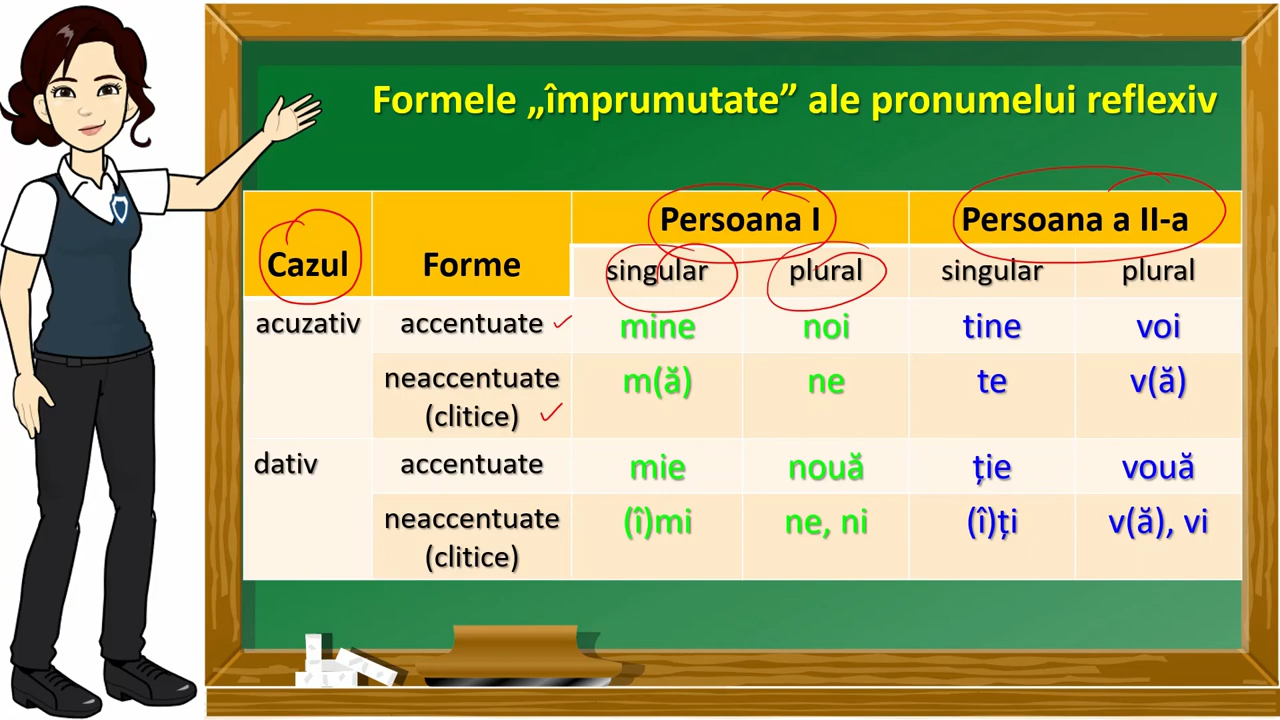 Formele „împrumutate” ale pronumelui reflexiv
Cazul Forme Persoana I Persoana a II-a
singular plural singular plural
acuzativ accentuate mine noi tine voi
neaccentuate (clitice) m(ă) ne te v(ă)
dativ accentuate mie nouă ție vouă
neaccentuate (clitice) (î)mi ne, ni (î)ți v(ă), vi